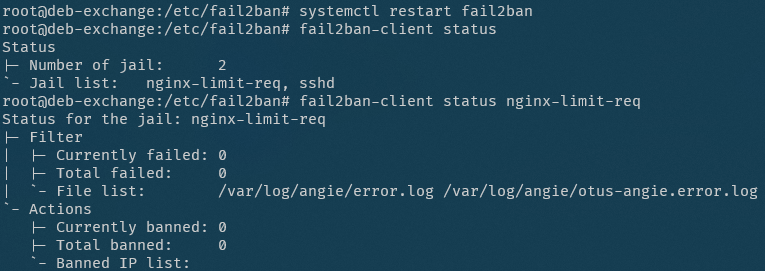 root@deb-exchange:/etc/fail2ban# systemctl restart fail2ban
root@deb-exchange:/etc/fail2ban# fail2ban-client status
Status
|- Number of jail:      2
`- Jail list:   nginx-limit-req, sshd
root@deb-exchange:/etc/fail2ban# fail2ban-client status nginx-limit-req
Status for the jail: nginx-limit-req
|- Filter
|  |- Currently failed: 0
|  |- Total failed:     0
|  `- File list:        /var/log/angie/error.log /var/log/angie/otus-angie.error.log
`- Actions
   |- Currently banned: 0
   |- Total banned:     0
   `- Banned IP list: